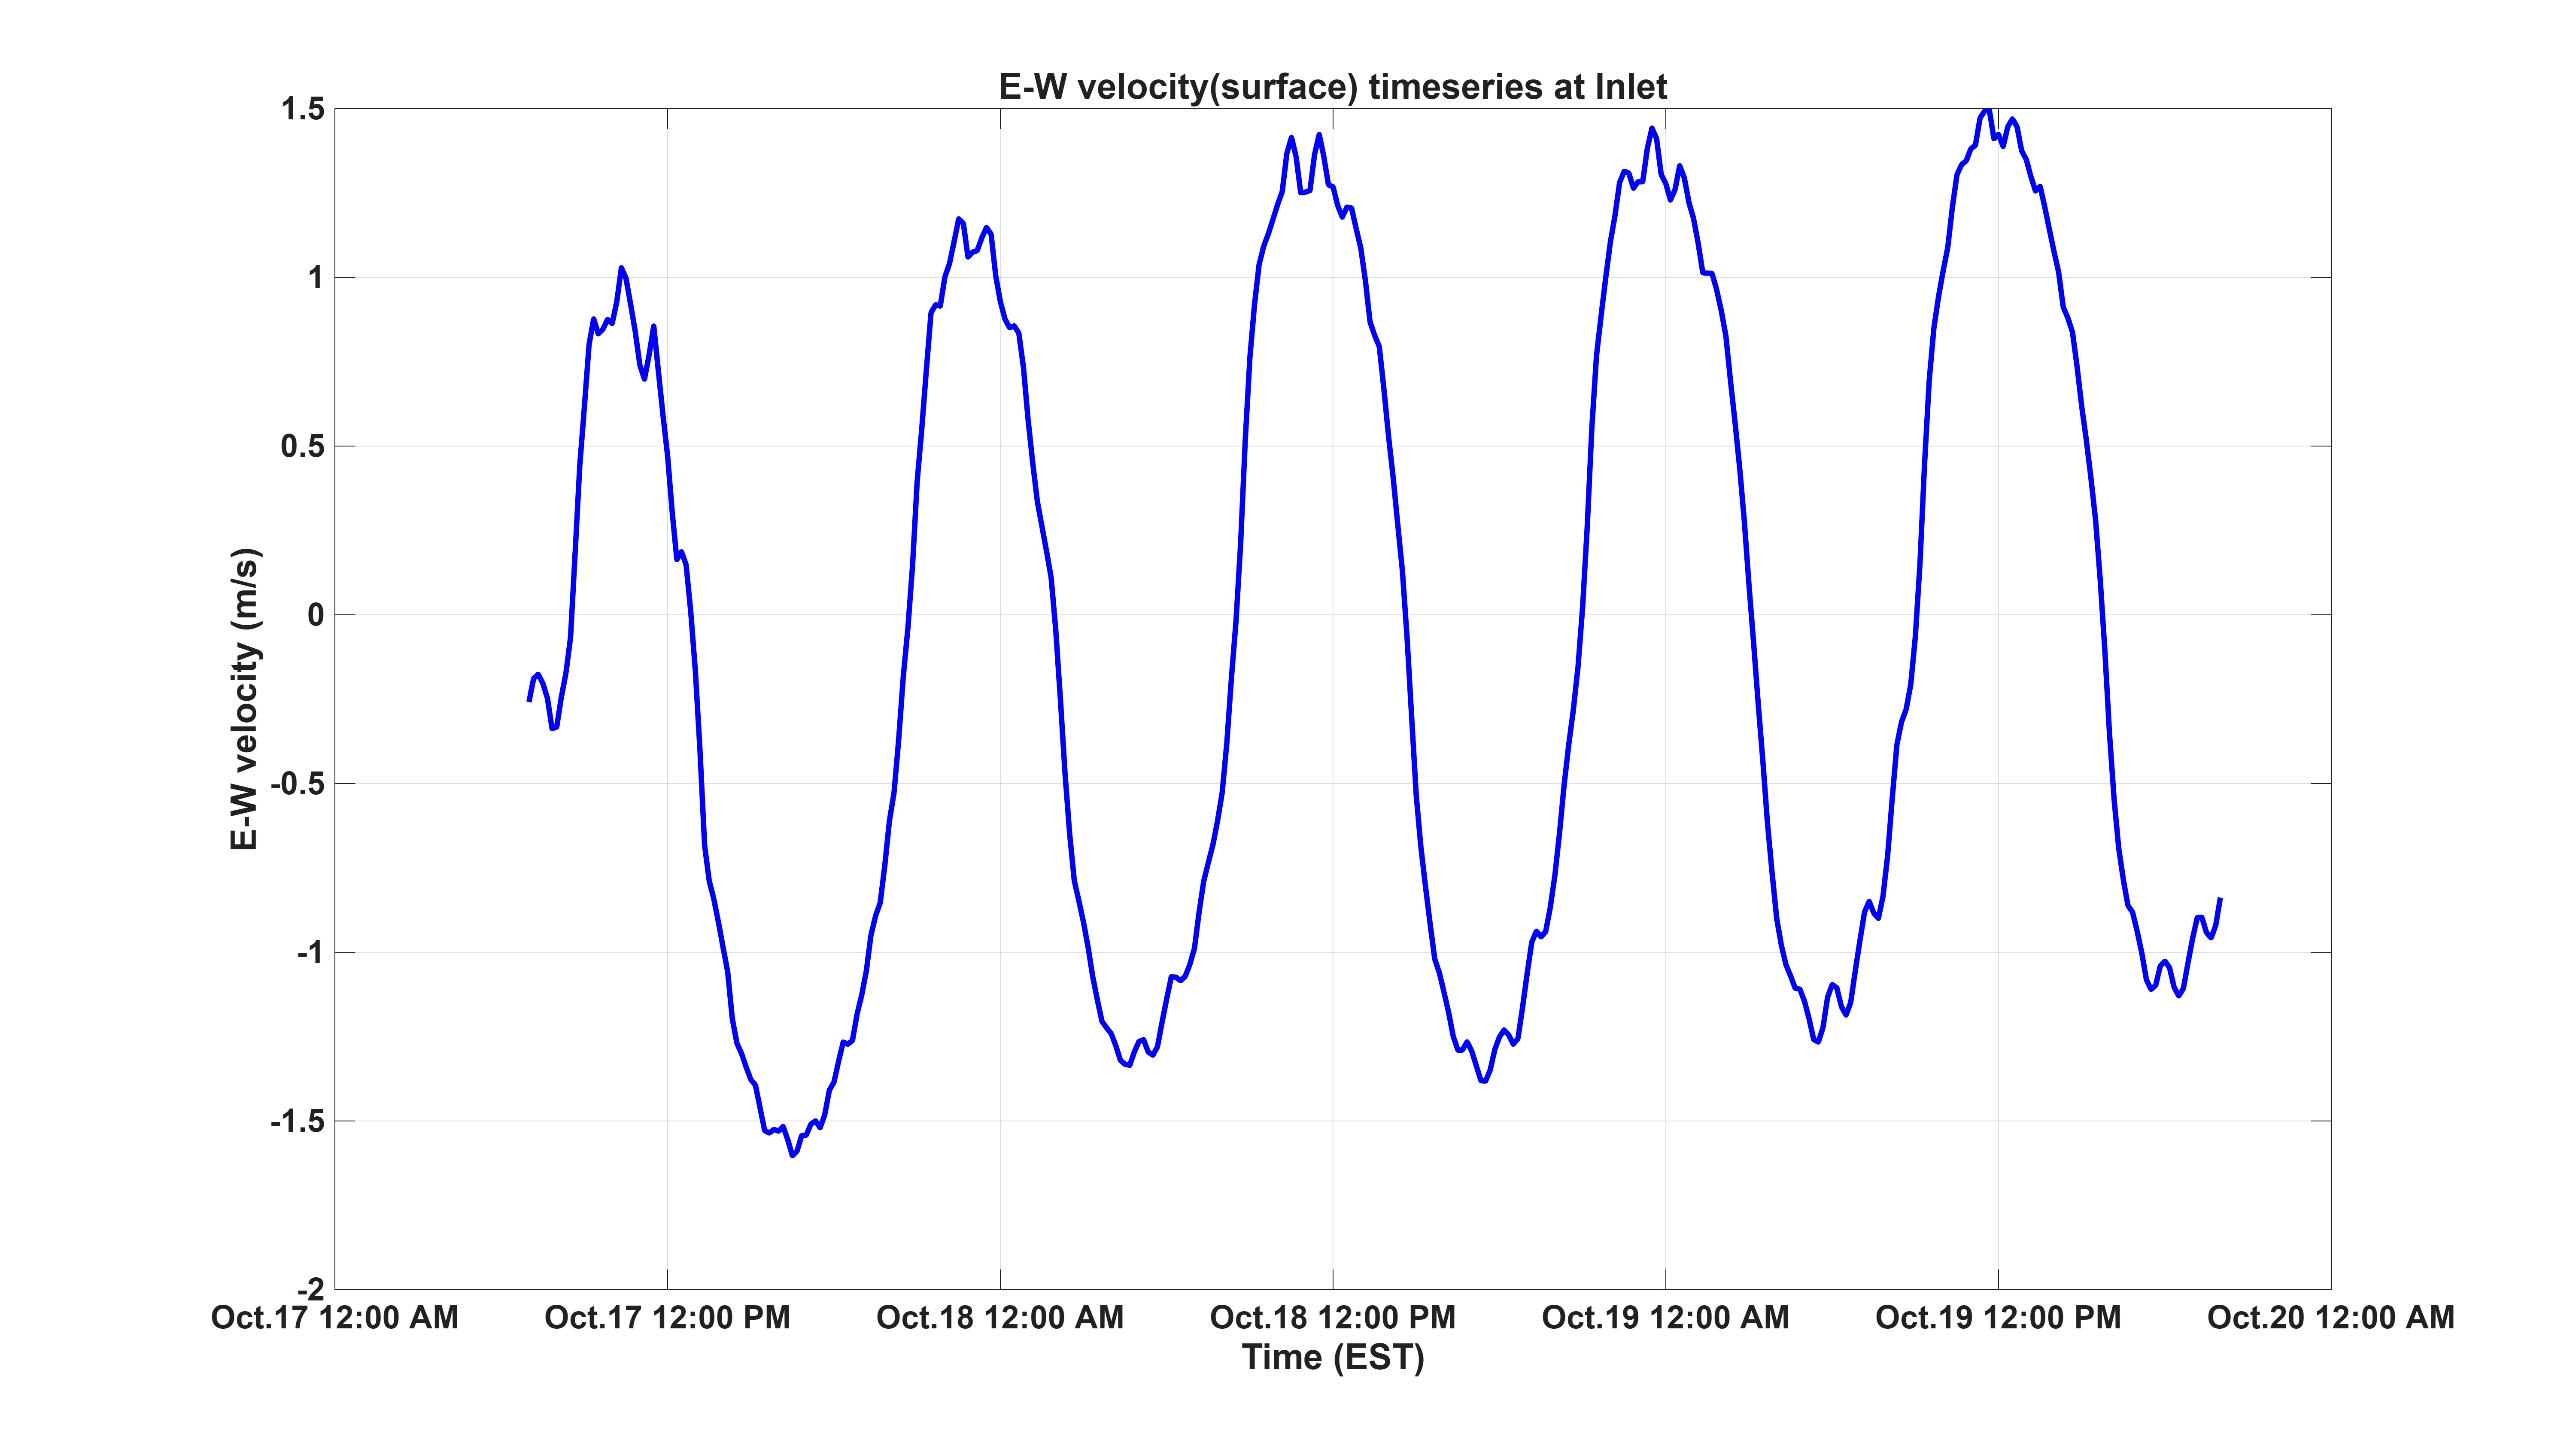 E-W velocity(surface) timeseries at Inlet
1.5
1
0.5
0
-0.5
-1
-1.5
-2
E-W velocity (m/s)
Oct.17 12:00 AM Oct.17 12:00 PM Oct.18 12:00 AM Oct.18 12:00 PM Oct.19 12:00 AM Oct.19 12:00 PM Oct.20 12:00 AM
Time (EST)